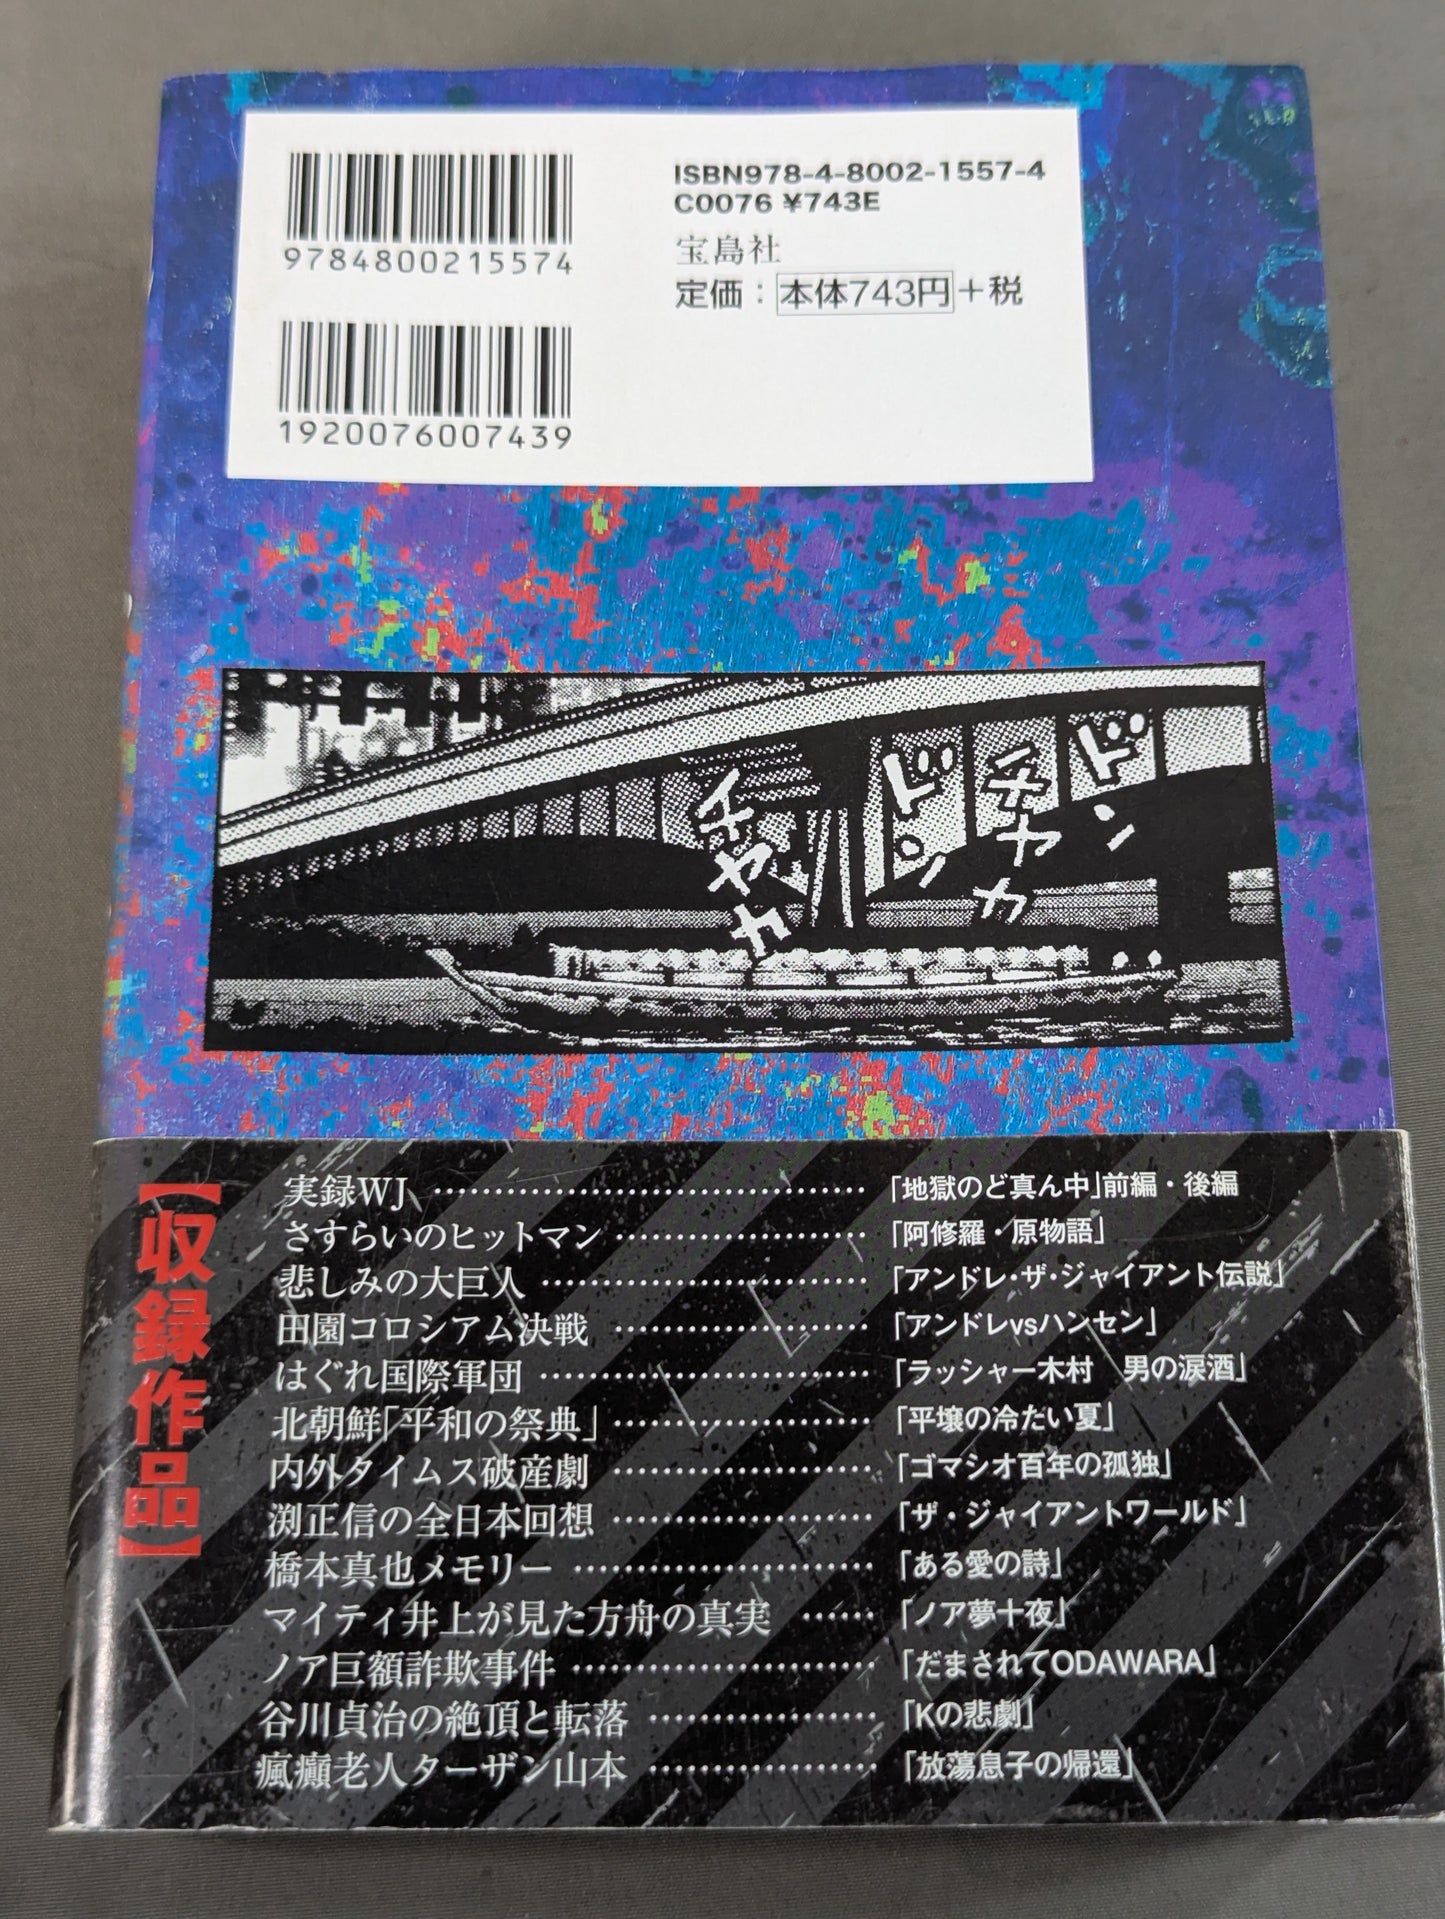 ISBN978-4-8002-1557-4
C0076 ¥743E
宝島社
定価：本体743円+税
9784800215574
1920076007439
ドン
チャカ
ドン
チャカ
【収録作品】
実録WJ ………………………………… 「地獄のど真ん中」前編・後編
さすらいのヒットマン …………………… 「阿修羅・原物語」
悲しみの大巨人 ………………………… 「アンドレ・ザ・ジャイアント伝説」
田園コロシアム決戦 …………………… 「アンドレvsハンセン」
はぐれ国際軍団 ………………………… 「ラッシャー木村　男の涙酒」
北朝鮮「平和の祭典」 …………………… 「平壌の冷たい夏」
内外タイムス破産劇 …………………… 「ゴマシオ百年の孤独」
渕正信の全日本回想 …………………… 「ザ・ジャイアントワールド」
橋本真也メモリー ……………………… 「ある愛の詩」
マイティ井上が見た方舟の真実 …… 「ノア夢十夜」
ノア巨額詐欺事件 ……………………… 「だまされてODAWARA」
谷川貞治の絶頂と転落 ………………… 「Kの悲劇」
瘋癲老人ターザン山本 ………………… 「放蕩息子の帰還」